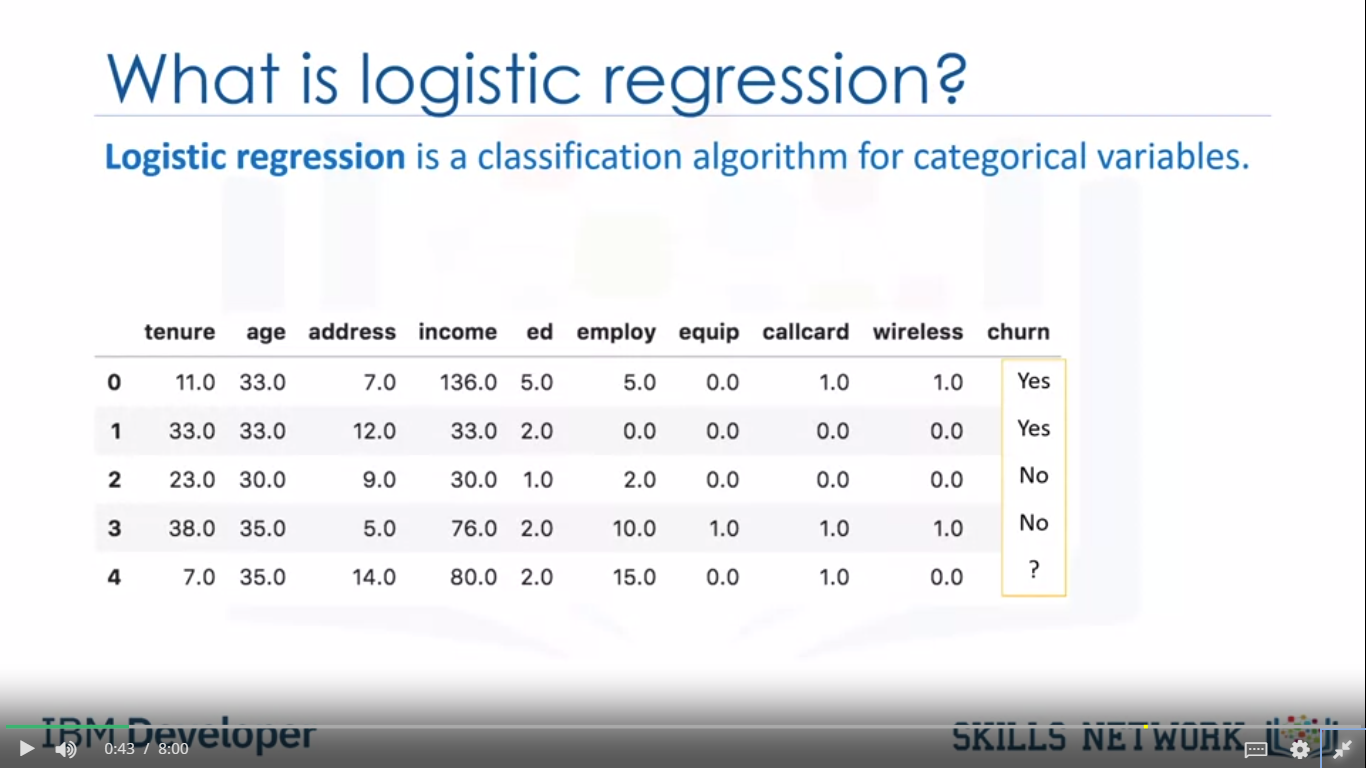 What is logistic regression?
Logistic regression is a classification algorithm for categorical variables.
tenure age address income ed employ equip callcard wireless churn
0 11.0 33.0 7.0 136.0 5.0 5.0 0.0 1.0 1.0 Yes
1 33.0 33.0 12.0 33.0 2.0 0.0 0.0 0.0 0.0 Yes
2 23.0 30.0 9.0 30.0 1.0 2.0 0.0 0.0 0.0 No
3 38.0 35.0 5.0 76.0 2.0 10.0 1.0 1.0 1.0 No
4 7.0 35.0 14.0 80.0 2.0 15.0 0.0 1.0 0.0 ?
IBM Developer
SKILLS NETWORK
0:43 / 8:00